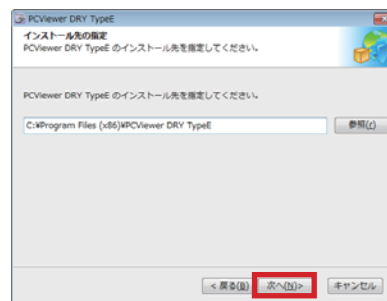 PCViewer DRY TypeE
インストール先の指定
PCViewer DRY TypeE のインストール先を指定してください。
PCViewer DRY TypeE のインストール先を指定してください。
C:¥Program Files (x86)¥PCViewer DRY TypeE
参照(r)
< 戻る(B)
次へ(N)>
キャンセル